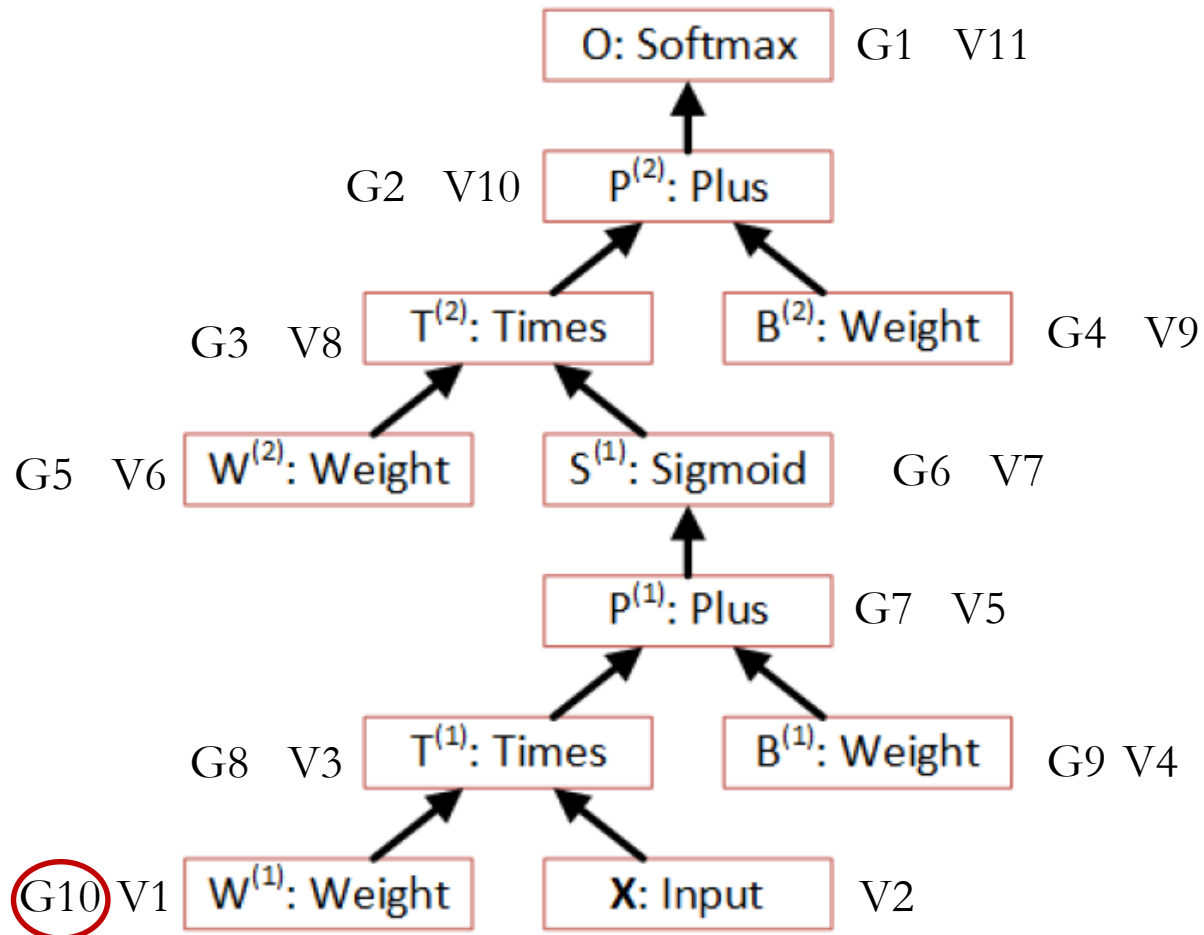 O: Softmax G1 V11
G2 V10 P(2): Plus
G3 V8 T(2): Times B(2): Weight G4 V9
G5 V6 W(2): Weight S(1): Sigmoid G6 V7
P(1): Plus G7 V5
G8 V3 T(1): Times B(1): Weight G9 V4
G10 V1 W(1): Weight X: Input V2